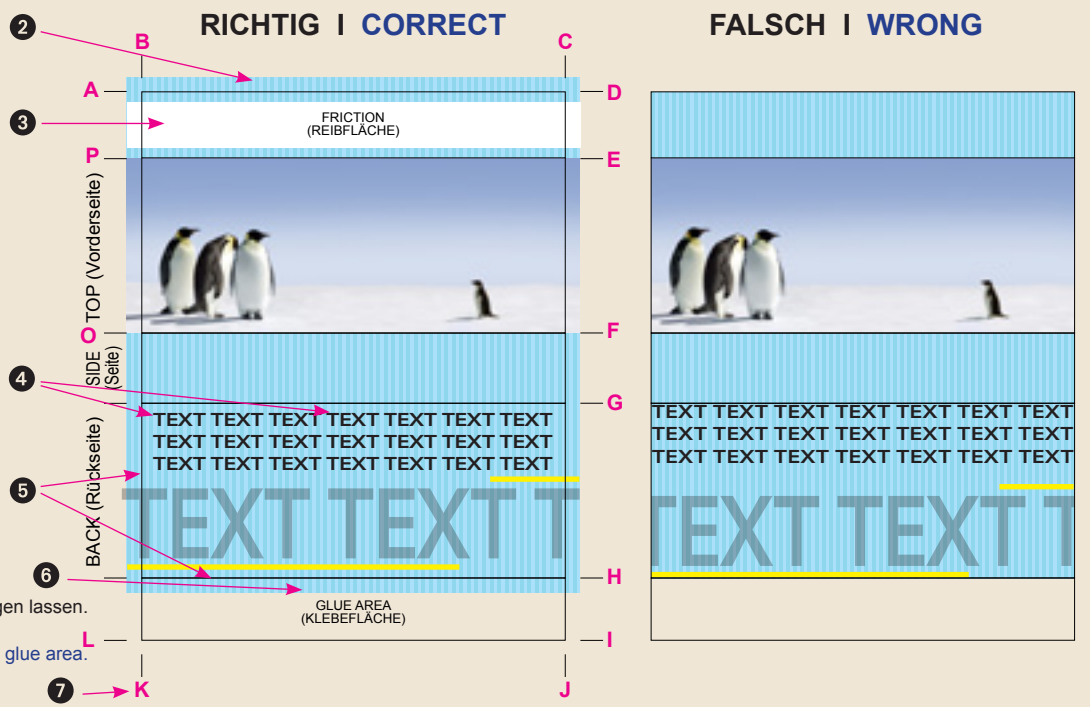 RICHTIG I CORRECT
FALSCH I WRONG
2
B
C
A
D
3
FRICTION
(REIBFLÄCHE)
P
E
TOP (Vorderseite)
O
F
SIDE
(Seite)
4
G
TEXT TEXT TEXT TEXT TEXT TEXT TEXT
TEXT TEXT TEXT TEXT TEXT TEXT TEXT
TEXT TEXT TEXT TEXT TEXT TEXT TEXT
TEXT TEXT TEXT TEXT TEXT TEXT TEXT
TEXT TEXT TEXT TEXT TEXT TEXT TEXT
TEXT TEXT TEXT TEXT TEXT TEXT TEXT
BACK (Rückseite)
5
TEXT TEXT T
TEXT TEXT T
6
H
gen lassen.
GLUE AREA
(KLEBEFLÄCHE)
L
I
glue area.
7
K
J